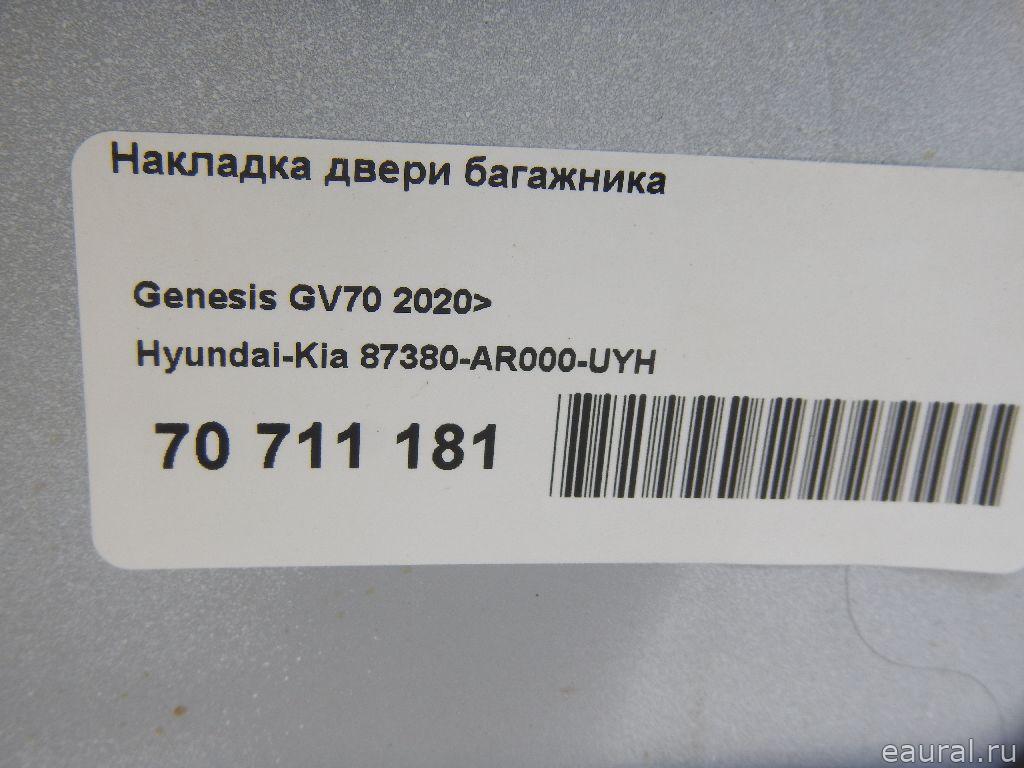 Накладка двери багажника
Genesis GV70 2020>
Hyundai-Kia 87380-AR000-UYH
70 711 181
eaural.ru